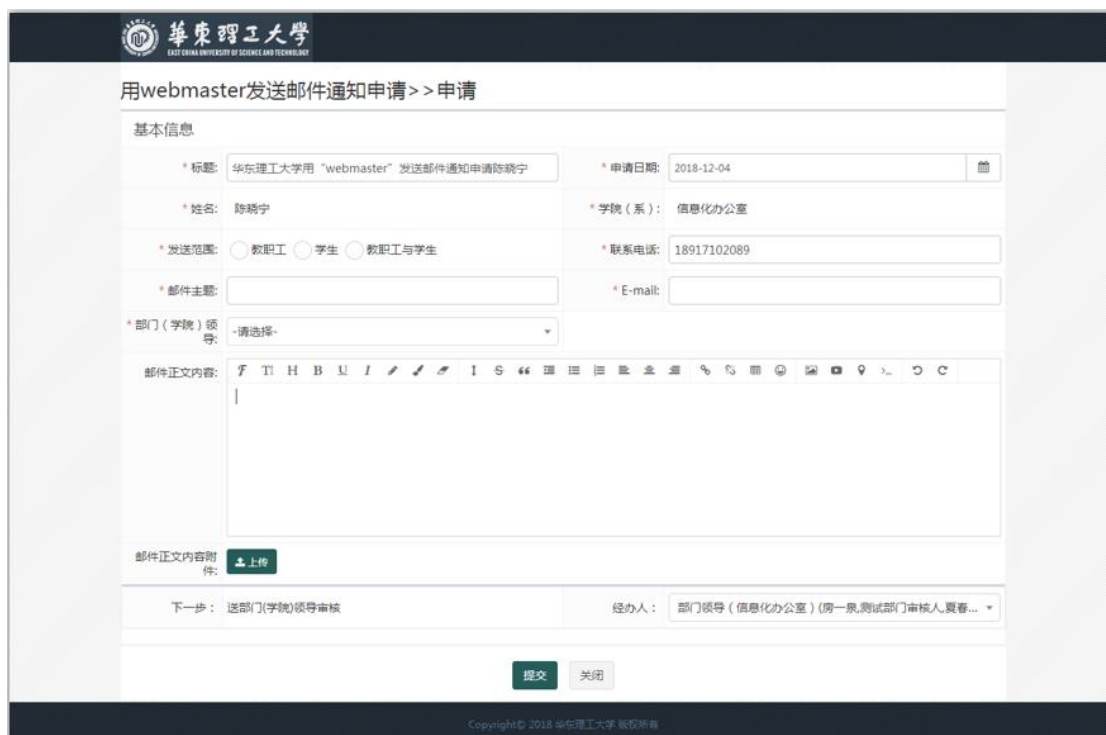 華東理工大學
EAST CHINA UNIVERSITY OF SCIENCE AND TECHNOLOGY
用webmaster发送邮件通知申请>>申请
基本信息
* 标题: 华东理工大学用“webmaster”发送邮件通知申请陈晓宁 * 申请日期: 2018-12-04
* 姓名: 陈晓宁 * 学院（系）: 信息化办公室
* 发送范围: 教职工 学生 教职工与学生 * 联系电话: 18917102089
* 邮件主题: * E-mail:
* 部门（学院）领
导: -请选择-
邮件正文内容:
邮件正文内容附
件: 上传
下一步： 送部门(学院)领导审核 经办人： 部门领导（信息化办公室）(房一泉,测试部门审核人,夏春...
提交 关闭
Copyright© 2018 华东理工大学 版权所有